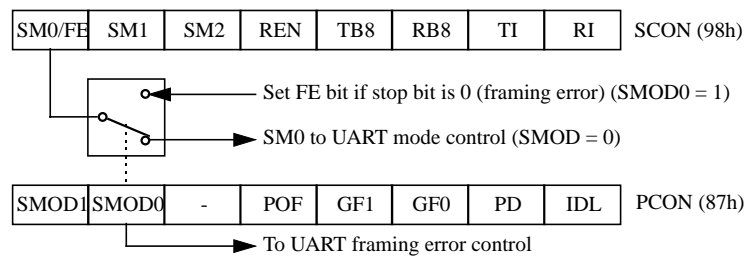 SM0/FE SM1 SM2 REN TB8 RB8 TI RI SCON (98h)
Set FE bit if stop bit is 0 (framing error) (SMOD0 = 1)
SM0 to UART mode control (SMOD = 0)
SMOD1 SMOD0 - POF GF1 GF0 PD IDL PCON (87h)
To UART framing error control